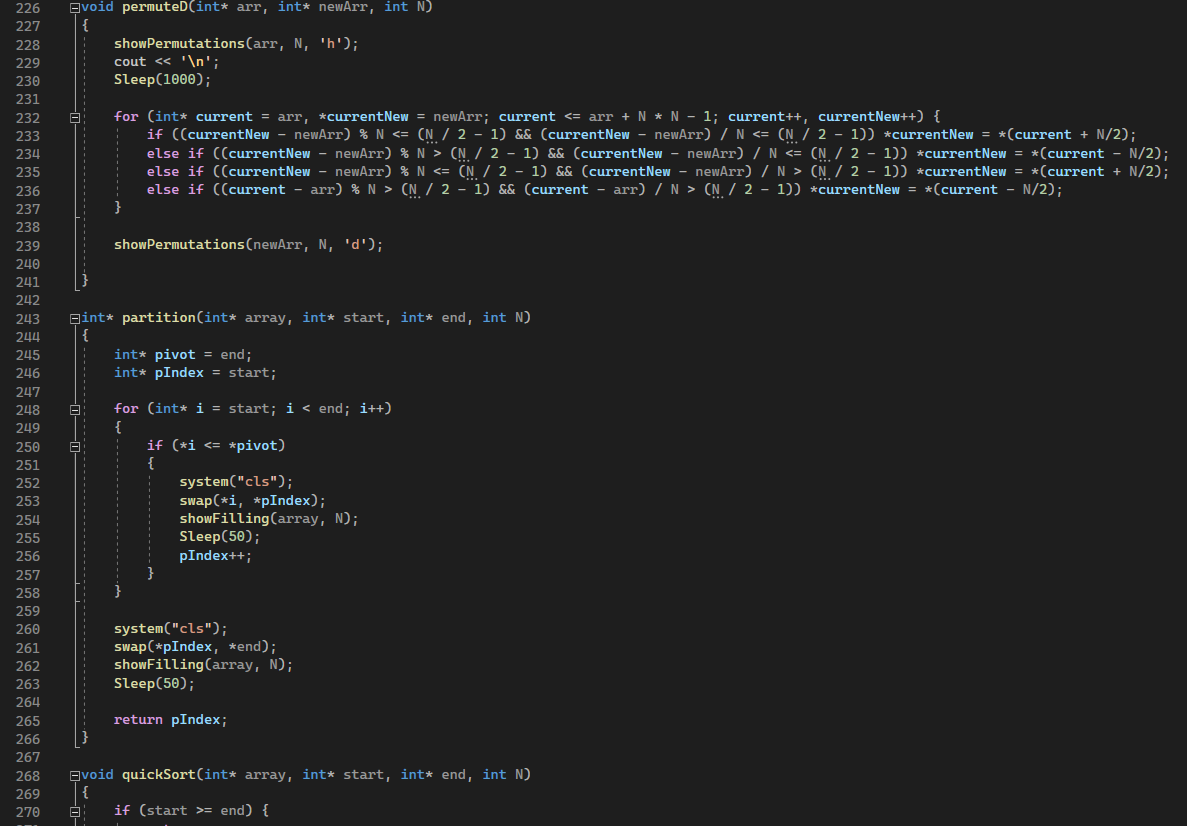 226 void permuteD(int* arr, int* newArr, int N)
227 {
228     showPermutations(arr, N, 'h');
229     cout << '\n';
230     Sleep(1000);
231
232     for (int* current = arr, *currentNew = newArr; current <= arr + N * N - 1; current++, currentNew++) {
233         if ((currentNew - newArr) % N <= (N / 2 - 1) && (currentNew - newArr) / N <= (N / 2 - 1)) *currentNew = *(current + N/2);
234         else if ((currentNew - newArr) % N > (N / 2 - 1) && (currentNew - newArr) / N <= (N / 2 - 1)) *currentNew = *(current - N/2);
235         else if ((currentNew - newArr) % N <= (N / 2 - 1) && (currentNew - newArr) / N > (N / 2 - 1)) *currentNew = *(current + N/2);
236         else if ((current - arr) % N > (N / 2 - 1) && (current - arr) / N > (N / 2 - 1)) *currentNew = *(current - N/2);
237     }
238
239     showPermutations(newArr, N, 'd');
240
241 }
242
243 int* partition(int* array, int* start, int* end, int N)
244 {
245     int* pivot = end;
246     int* pIndex = start;
247
248     for (int* i = start; i < end; i++)
249     {
250         if (*i <= *pivot)
251         {
252             system("cls");
253             swap(*i, *pIndex);
254             showFilling(array, N);
255             Sleep(50);
256             pIndex++;
257         }
258     }
259
260     system("cls");
261     swap(*pIndex, *end);
262     showFilling(array, N);
263     Sleep(50);
264
265     return pIndex;
266 }
267
268 void quickSort(int* array, int* start, int* end, int N)
269 {
270     if (start >= end) {